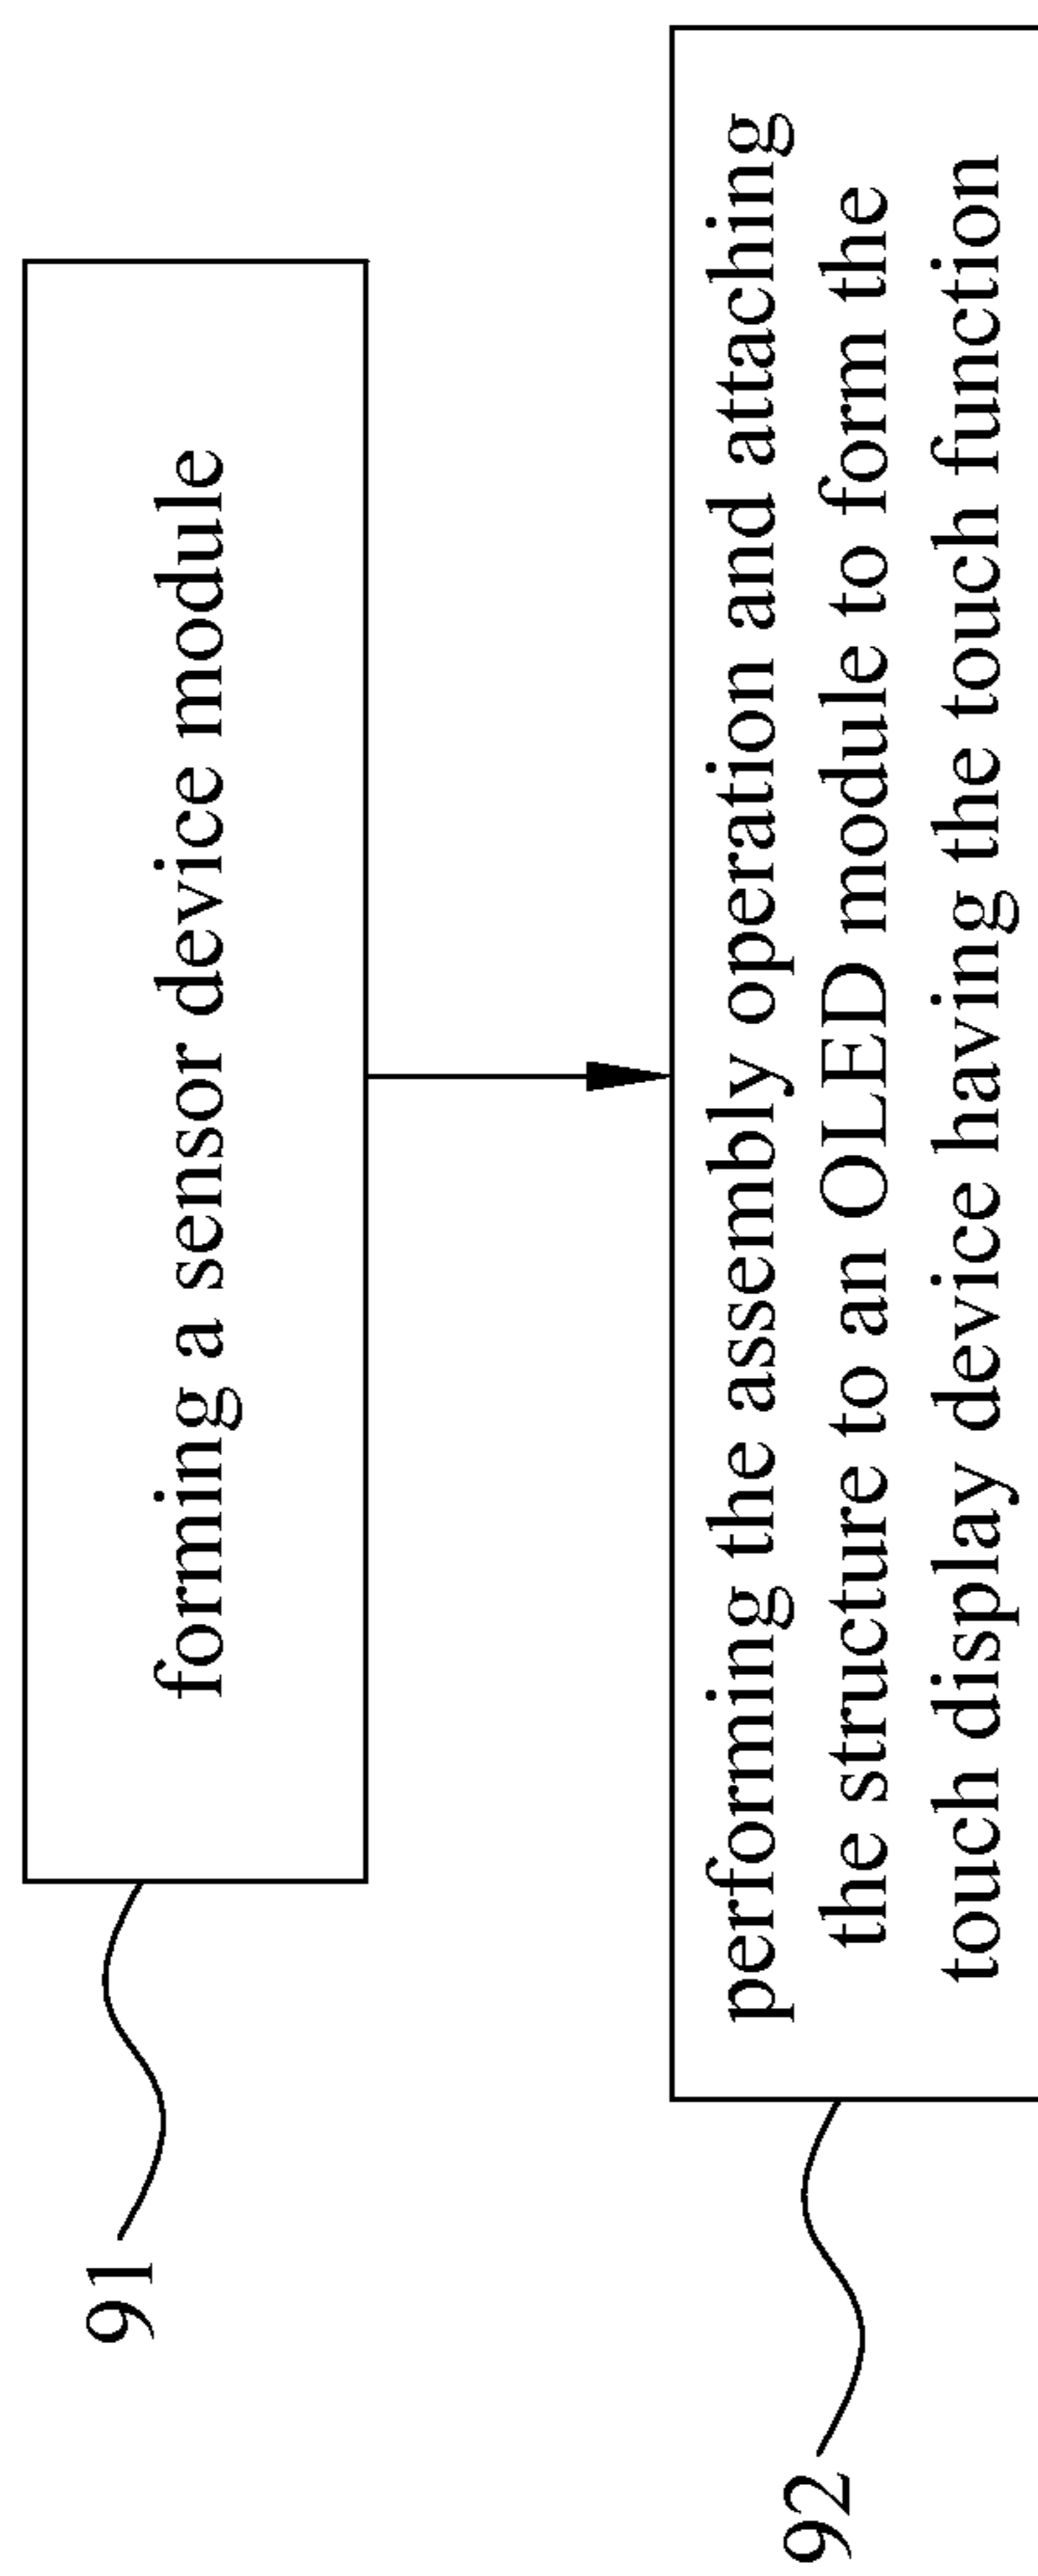 91
forming a sensor device module
92
performing the assembly operation and attaching
the structure to an OLED module to form the
touch display device having the touch function